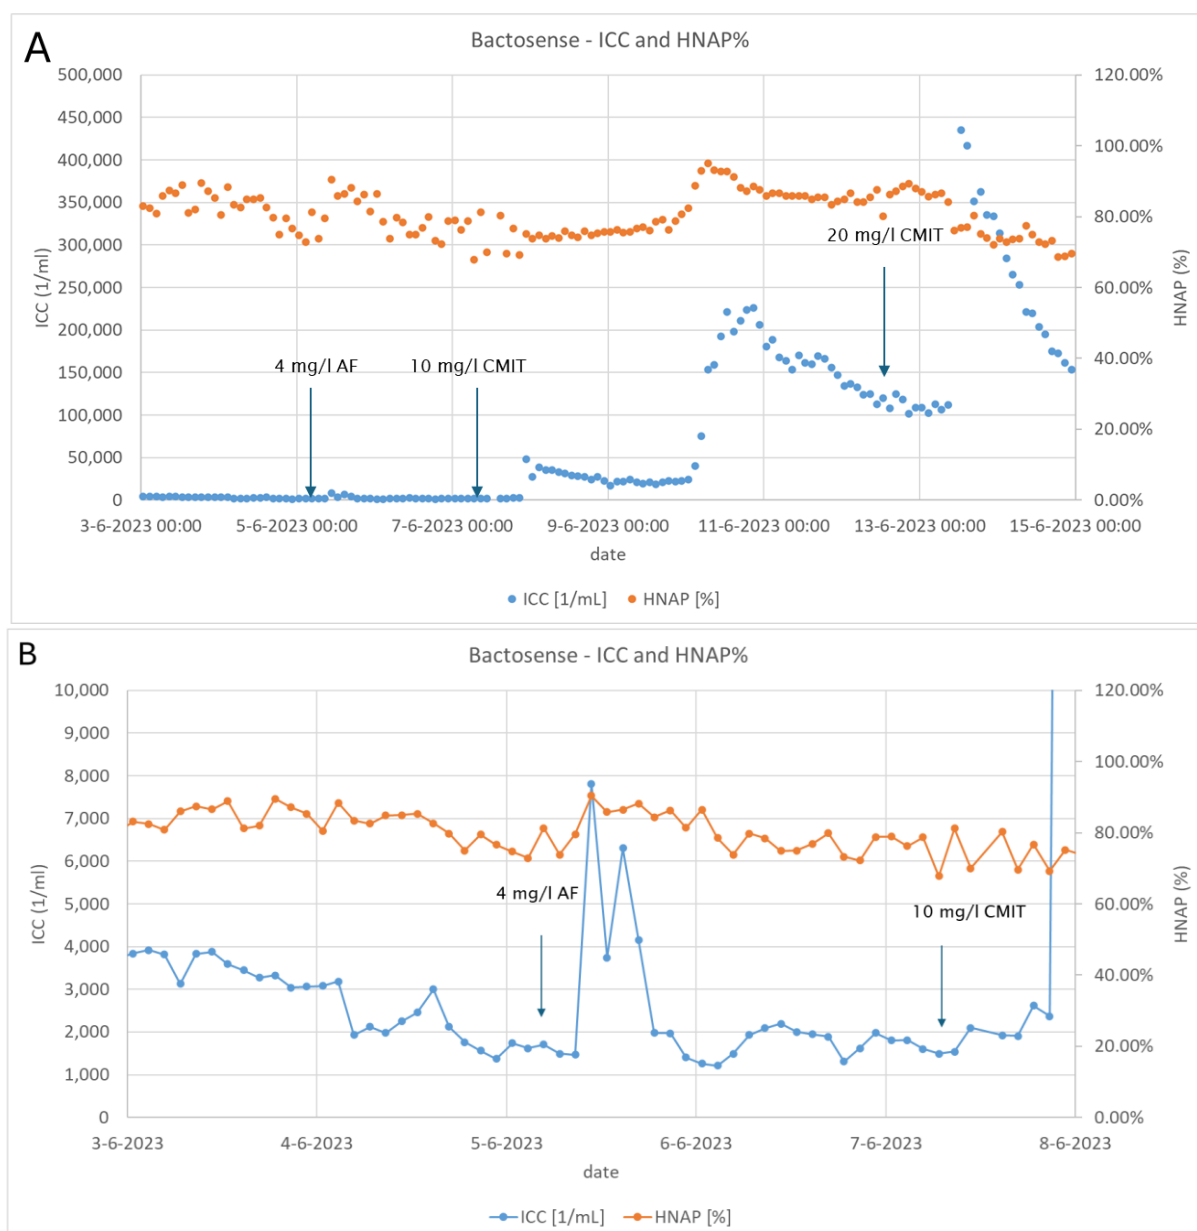 A
Bactosense - ICC and HNAP%
500,000
450,000
400,000
350,000
300,000
250,000
200,000
150,000
100,000
50,000
0
ICC (1/ml)
120.00%
100.00%
80.00%
60.00%
40.00%
20.00%
0.00%
HNAP (%)
4 mg/l AF
10 mg/l CMIT
20 mg/l CMIT
3-6-2023 00:00
5-6-2023 00:00
7-6-2023 00:00
9-6-2023 00:00
11-6-2023 00:00
13-6-2023 00:00
15-6-2023 00:00
date
ICC [1/mL]
HNAP [%]
B
Bactosense - ICC and HNAP%
10,000
9,000
8,000
7,000
6,000
5,000
4,000
3,000
2,000
1,000
0
ICC (1/ml)
120.00%
100.00%
80.00%
60.00%
40.00%
20.00%
0.00%
HNAP (%)
4 mg/l AF
10 mg/l CMIT
3-6-2023
4-6-2023
5-6-2023
6-6-2023
7-6-2023
8-6-2023
date
ICC [1/mL]
HNAP [%]